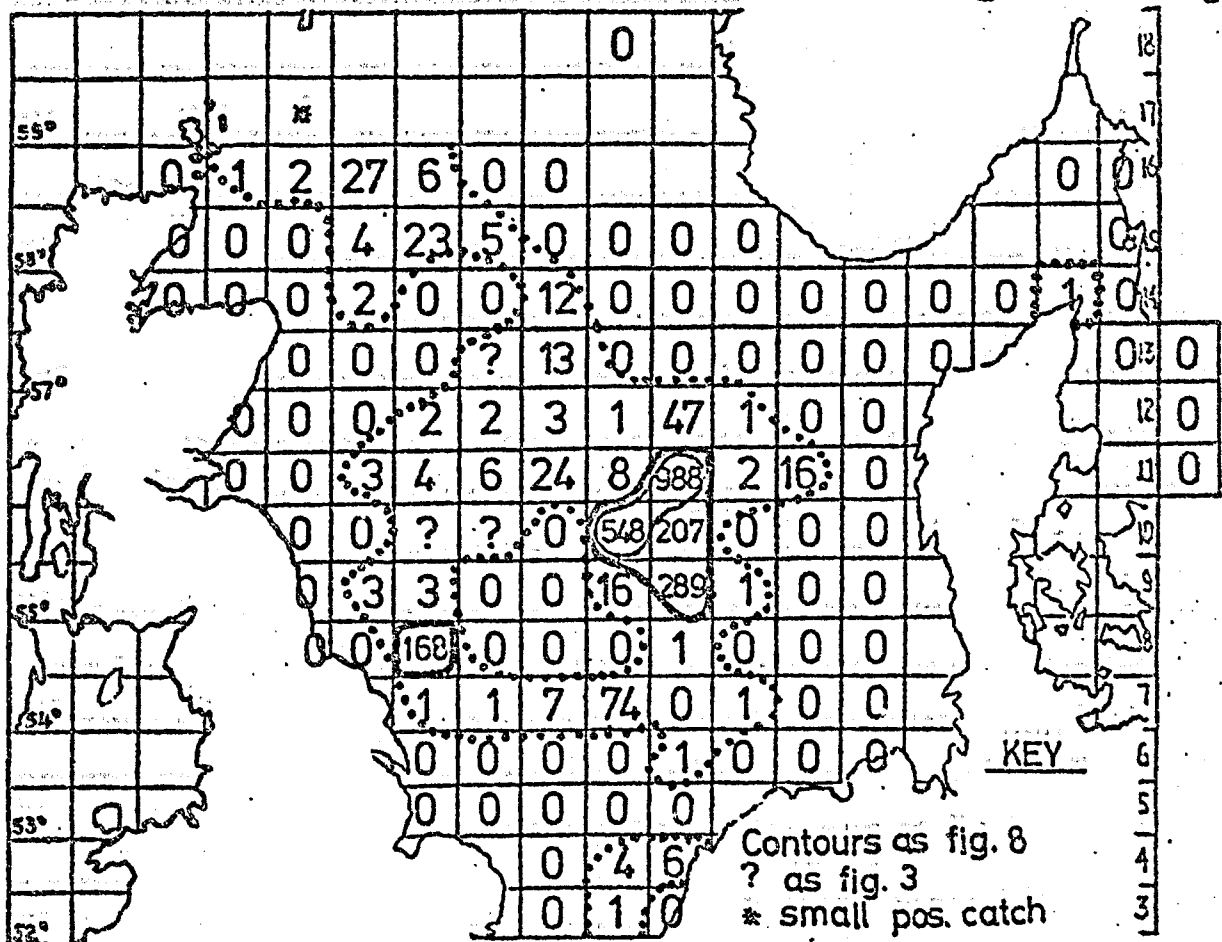 0 18
59° * 17
0 1 2 27 6 0 0 0 0 16
58° 0 0 0 4 23 5 0 0 0 0 0
0 0 0 2 0 0 12 0 0 0 0 0 0 0 1 0 14
0 0 0 ? 13 0 0 0 0 0 0 0 13 0
57° 0 0 0 2 2 3 1 47 1 0 0 12 0
0 0 3 4 6 24 8 988 2 16 0 11 0
0 0 ? ? 0 548 207 0 0 0 10
55° 0 3 3 0 0 16 289 1 0 0 9
0 0 168 0 0 0 1 0 0 0 8
54° 1 1 7 74 0 1 0 0 7
0 0 0 0 1 0 0 0 KEY 6
53° 0 0 0 0 0 5
Contours as fig. 8
0 4 6 ? as fig. 3 4
52° 0 1 0 * small pos. catch 3